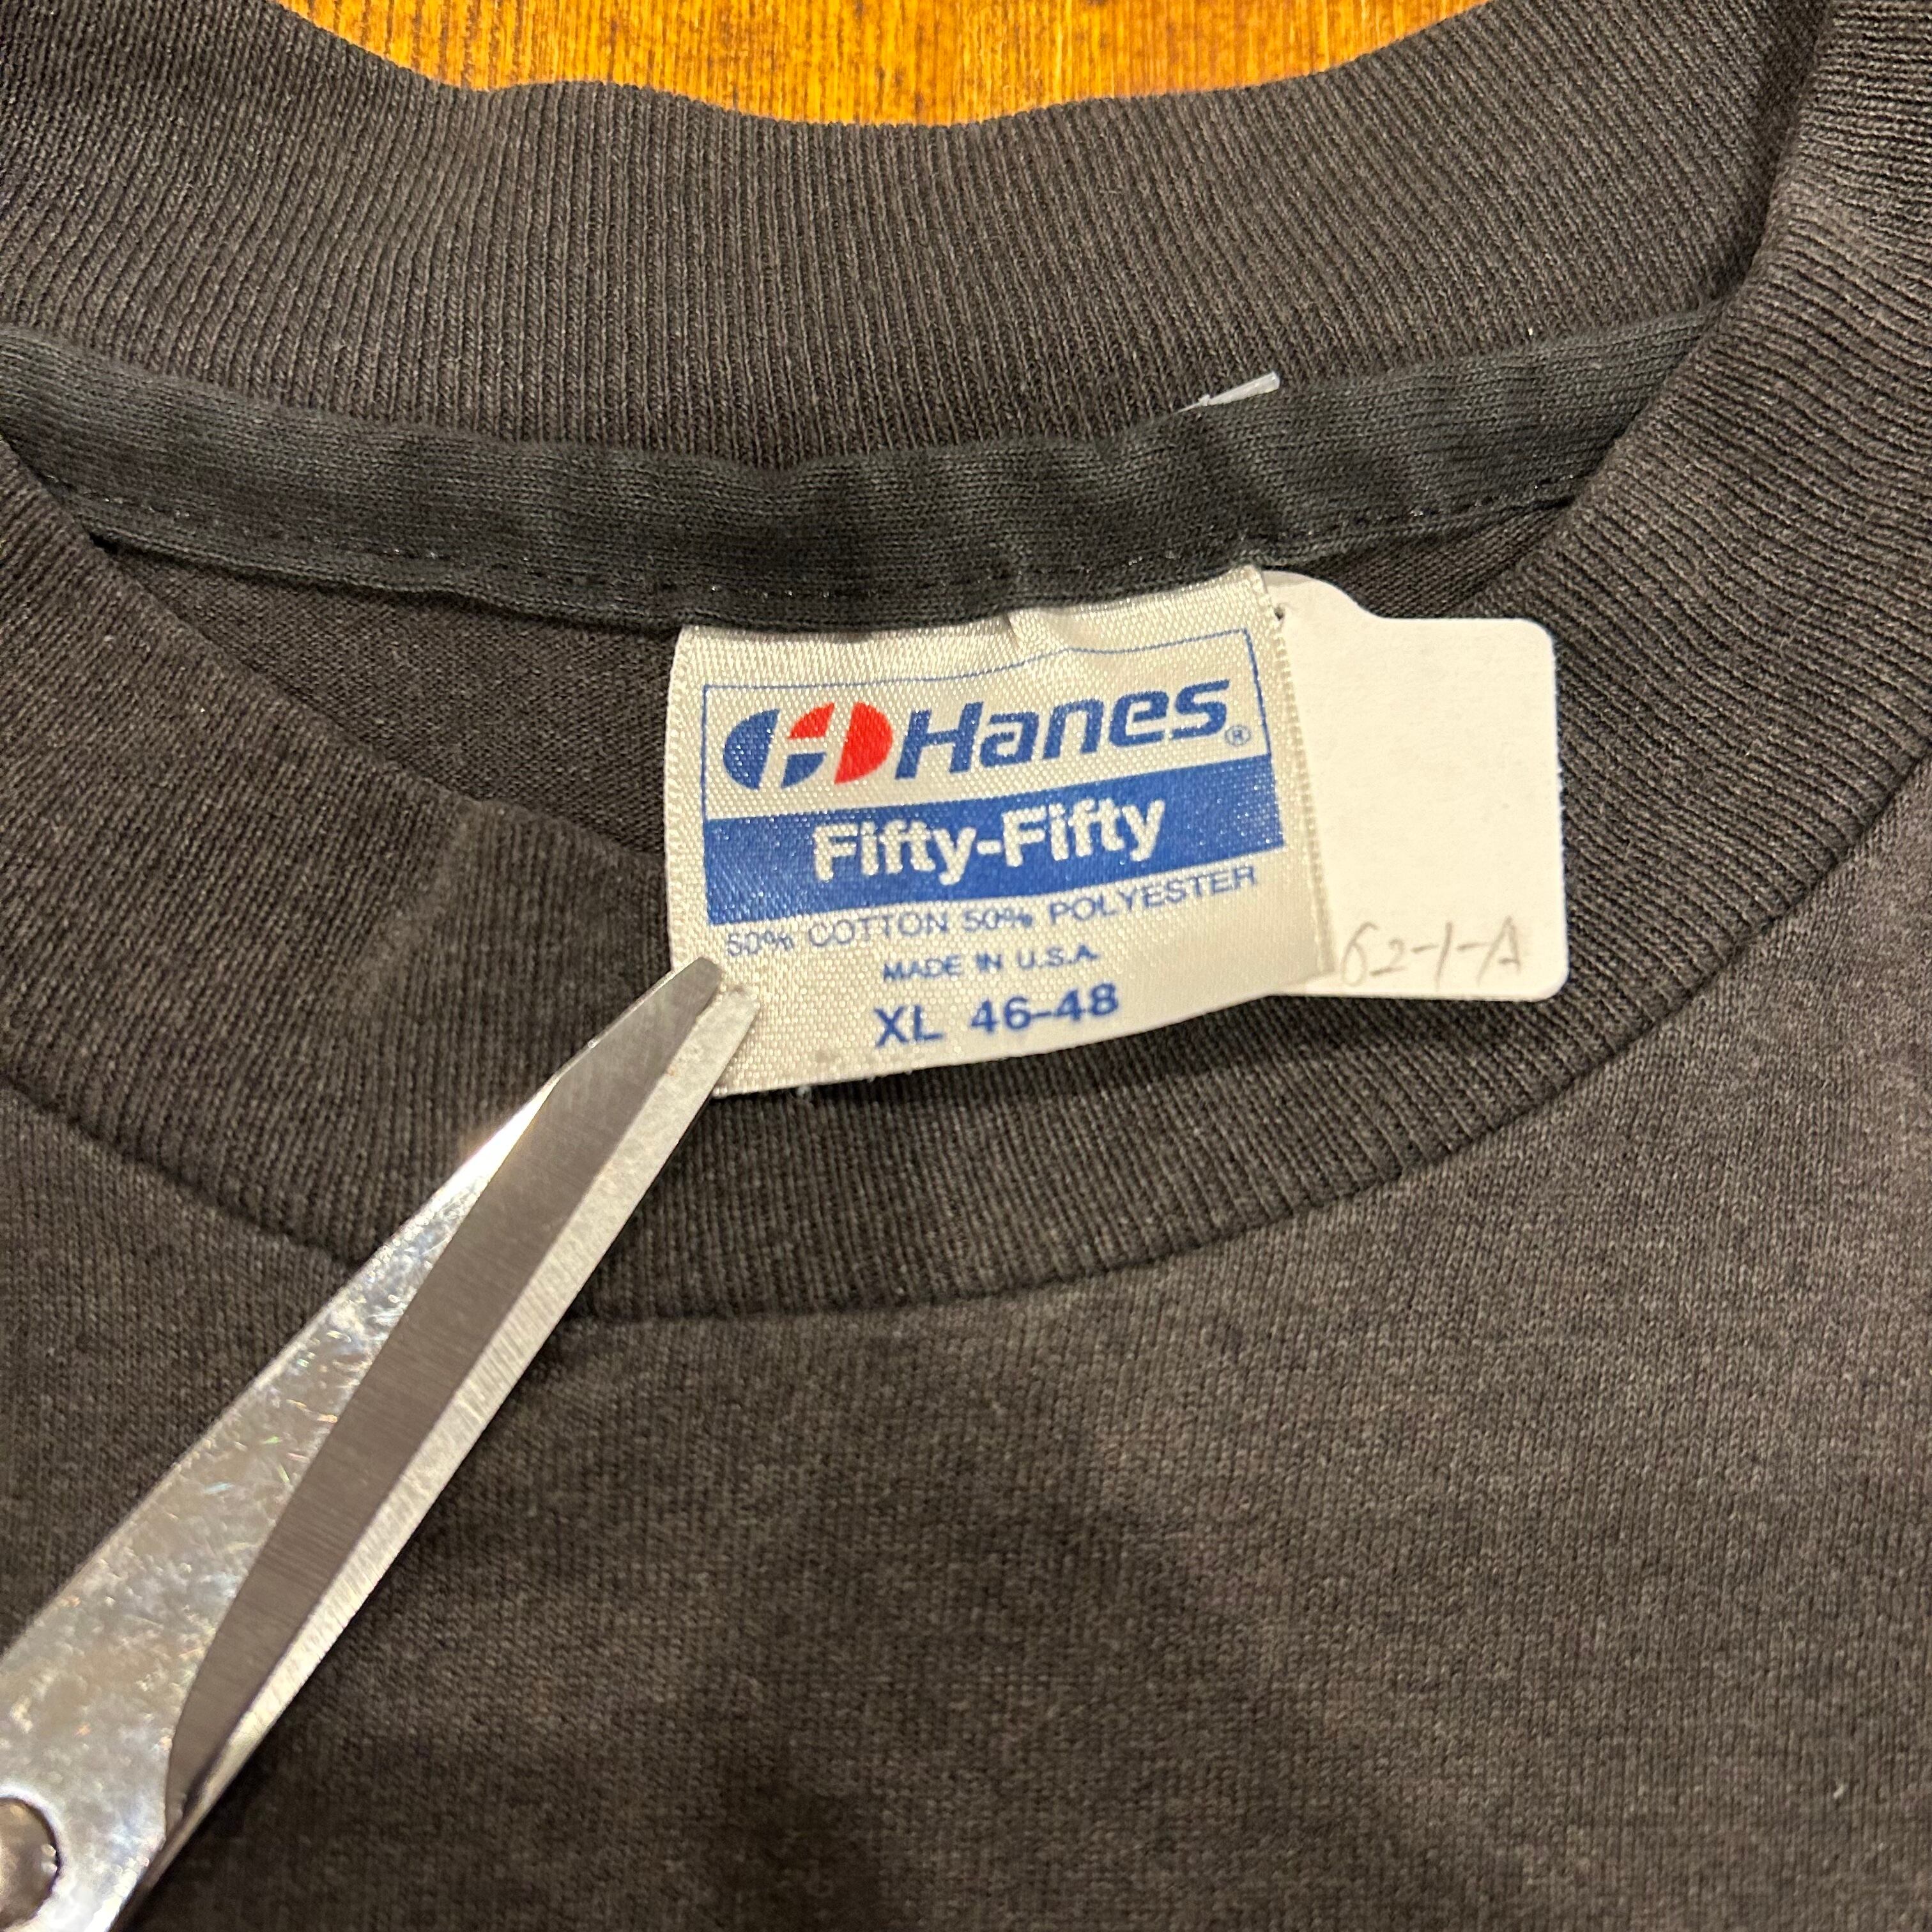 Hanes®
Fifty-Fifty
50% COTTON 50% POLYESTER
MADE IN U.S.A.
XL 46-48
62-1-A